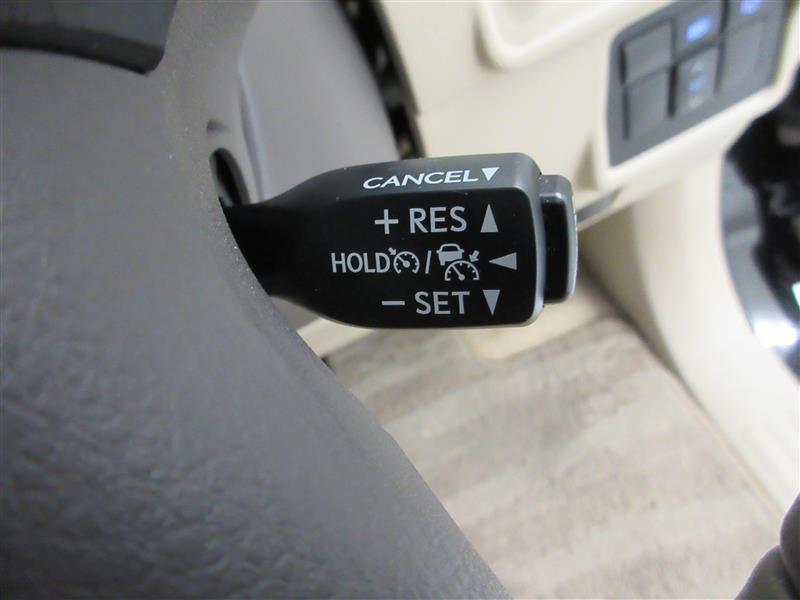 CANCEL▼
+ RES ▲
HOLD / ◀
− SET ▼